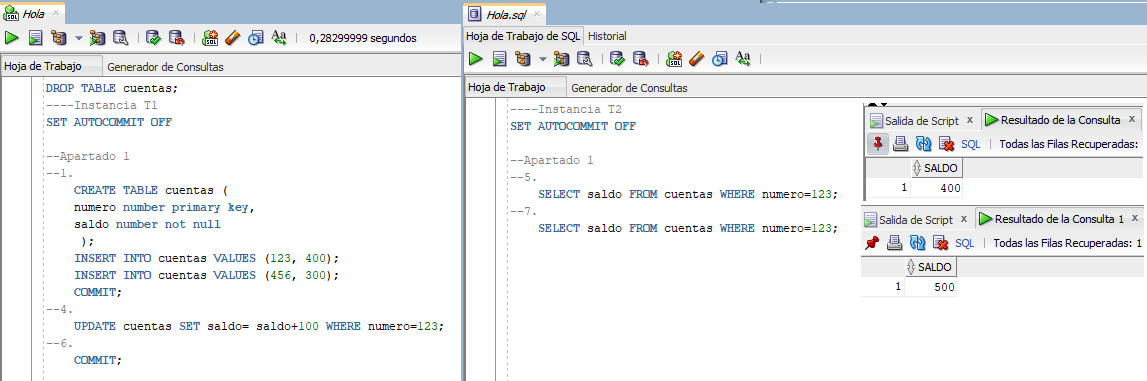 Hola
0,28299999 segundos
Hoja de Trabajo
Generador de Consultas
DROP TABLE cuentas;
----Instancia T1
SET AUTOCOMMIT OFF
--Apartado 1
--1.
CREATE TABLE cuentas (
numero number primary key,
saldo number not null
);
INSERT INTO cuentas VALUES (123, 400);
INSERT INTO cuentas VALUES (456, 300);
COMMIT;
--4.
UPDATE cuentas SET saldo= saldo+100 WHERE numero=123;
--6.
COMMIT;
Hola.sql
Hoja de Trabajo de SQL Historial
Hoja de Trabajo
Generador de Consultas
----Instancia T2
SET AUTOCOMMIT OFF
--Apartado 1
--5.
SELECT saldo FROM cuentas WHERE numero=123;
--7.
SELECT saldo FROM cuentas WHERE numero=123;
Salida de Script x Resultado de la Consulta x
SQL | Todas las Filas Recuperadas:
SALDO
1 400
Salida de Script x Resultado de la Consulta 1 x
SQL | Todas las Filas Recuperadas: 1
SALDO
1 500